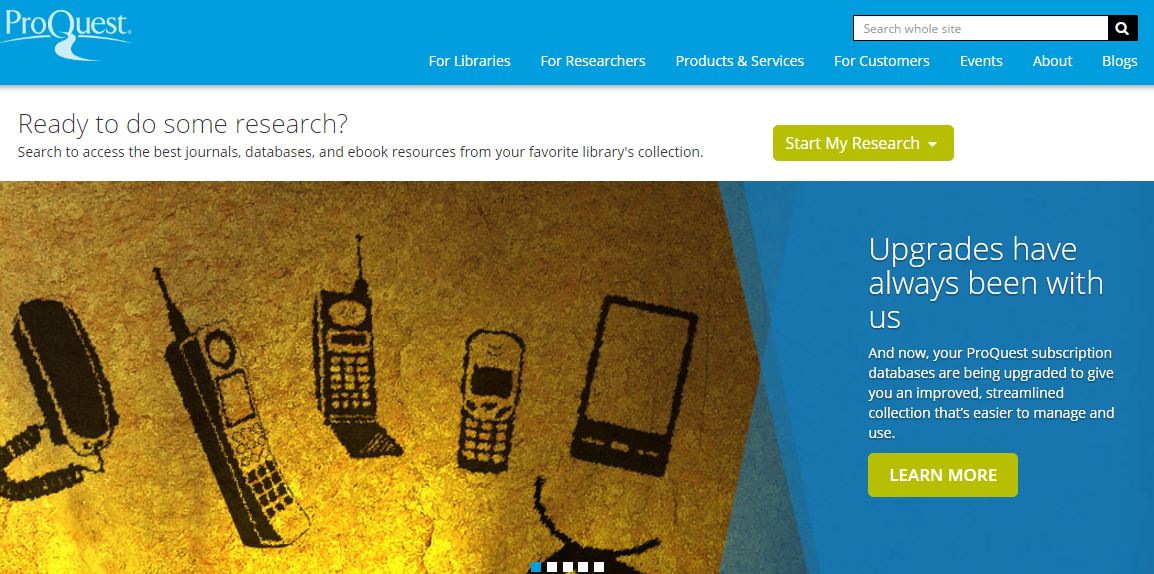 ProQuest®
Search whole site
For Libraries For Researchers Products & Services For Customers Events About Blogs
Ready to do some research?
Search to access the best journals, databases, and ebook resources from your favorite library's collection.
Start My Research
Upgrades have
always been with
us
And now, your ProQuest subscription
databases are being upgraded to give
you an improved, streamlined
collection that's easier to manage and
use.
LEARN MORE